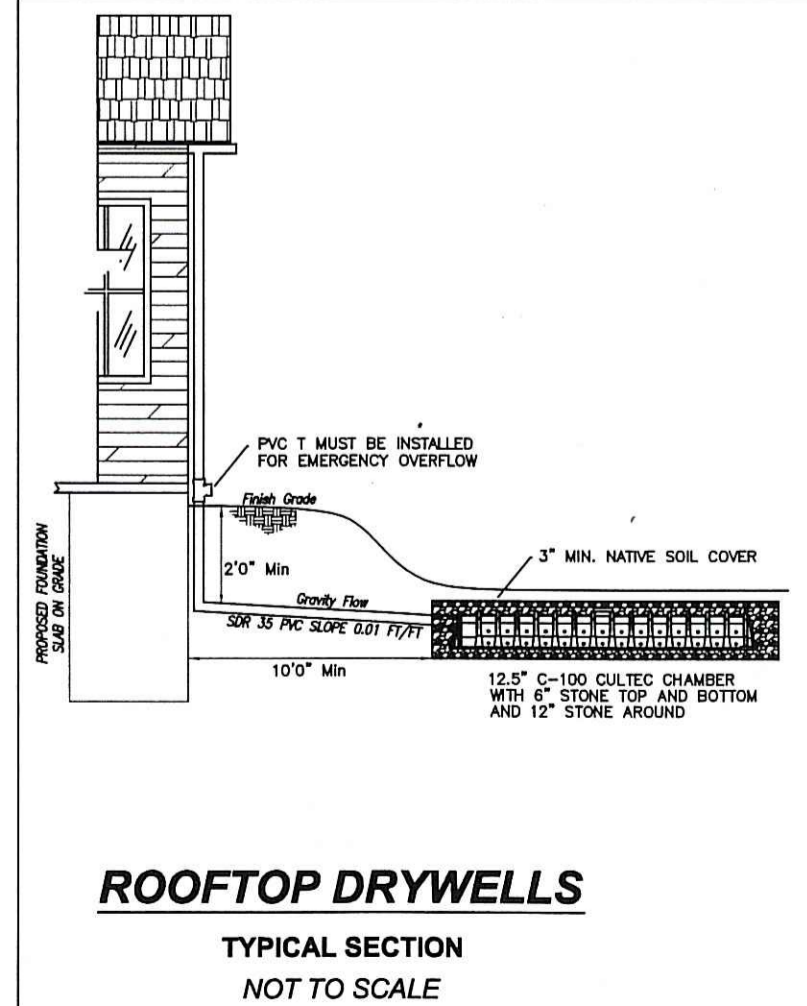 PVC T MUST BE INSTALLED
FOR EMERGENCY OVERFLOW
Finish Grade
PROPOSED FOUNDATION
SLAB ON GRADE
2'0" Min
3" MIN. NATIVE SOIL COVER
Gravity Flow
SDR 35 PVC SLOPE 0.01 FT/FT
10'0" Min
12.5" C-100 CULTEC CHAMBER
WITH 6" STONE TOP AND BOTTOM
AND 12" STONE AROUND
ROOFTOP DRYWELLS
TYPICAL SECTION
NOT TO SCALE